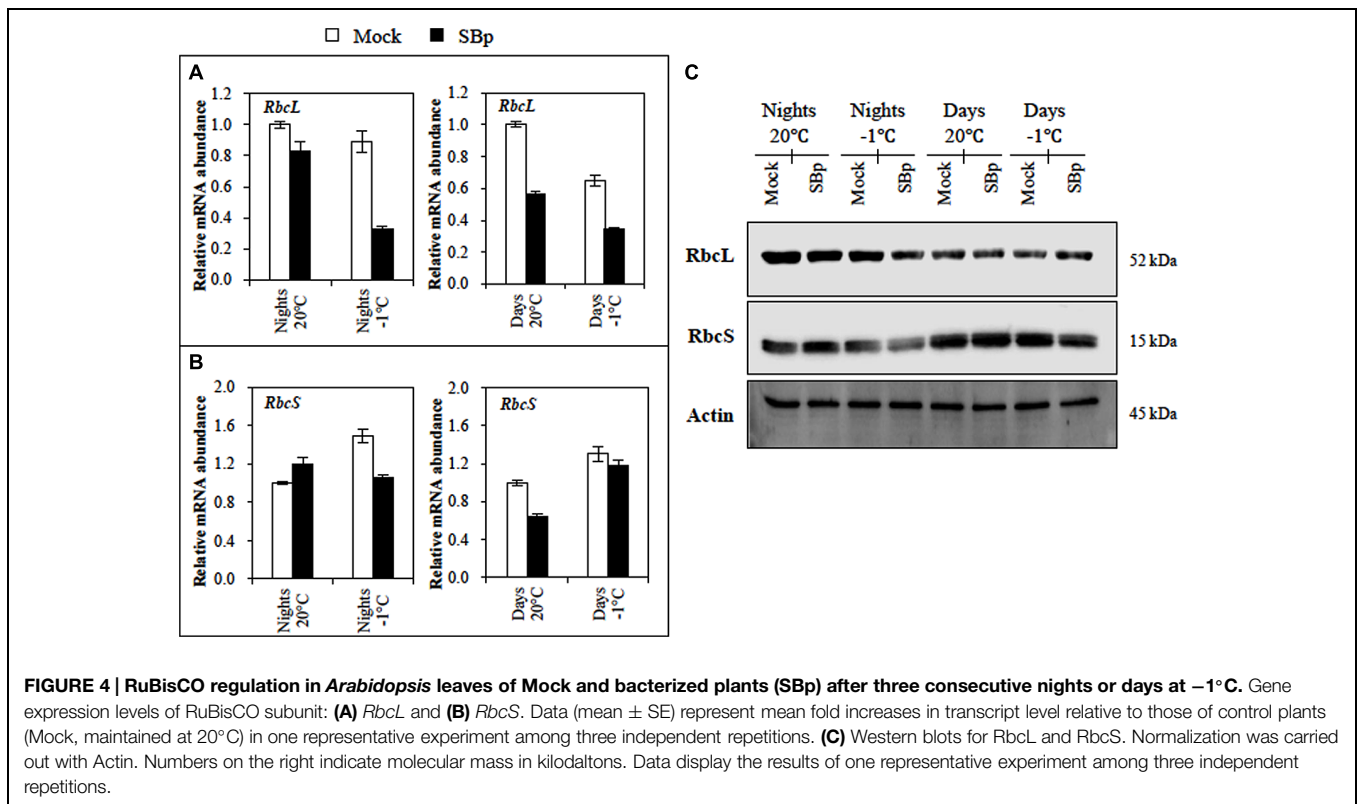 Mock SBp
A
RbcL
Relative mRNA abundance
1.2
1.0
0.8
0.6
0.4
0.2
0.0
Nights 20°C
Nights -1°C
RbcL
Relative mRNA abundance
1.2
1.0
0.8
0.6
0.4
0.2
0.0
Days 20°C
Days -1°C
B
RbcS
Relative mRNA abundance
2.0
1.6
1.2
0.8
0.4
0.0
Nights 20°C
Nights -1°C
RbcS
Relative mRNA abundance
2.0
1.6
1.2
0.8
0.4
0.0
Days 20°C
Days -1°C
C
Nights Nights Days Days
20°C -1°C 20°C -1°C
Mock SBp Mock SBp Mock SBp Mock SBp
RbcL 52 kDa
RbcS 15 kDa
Actin 45 kDa
FIGURE 4 | RuBisCO regulation in Arabidopsis leaves of Mock and bacterized plants (SBp) after three consecutive nights or days at −1°C. Gene
expression levels of RuBisCO subunit: (A) RbcL and (B) RbcS. Data (mean ± SE) represent mean fold increases in transcript level relative to those of control plants
(Mock, maintained at 20°C) in one representative experiment among three independent repetitions. (C) Western blots for RbcL and RbcS. Normalization was carried
out with Actin. Numbers on the right indicate molecular mass in kilodaltons. Data display the results of one representative experiment among three independent
repetitions.